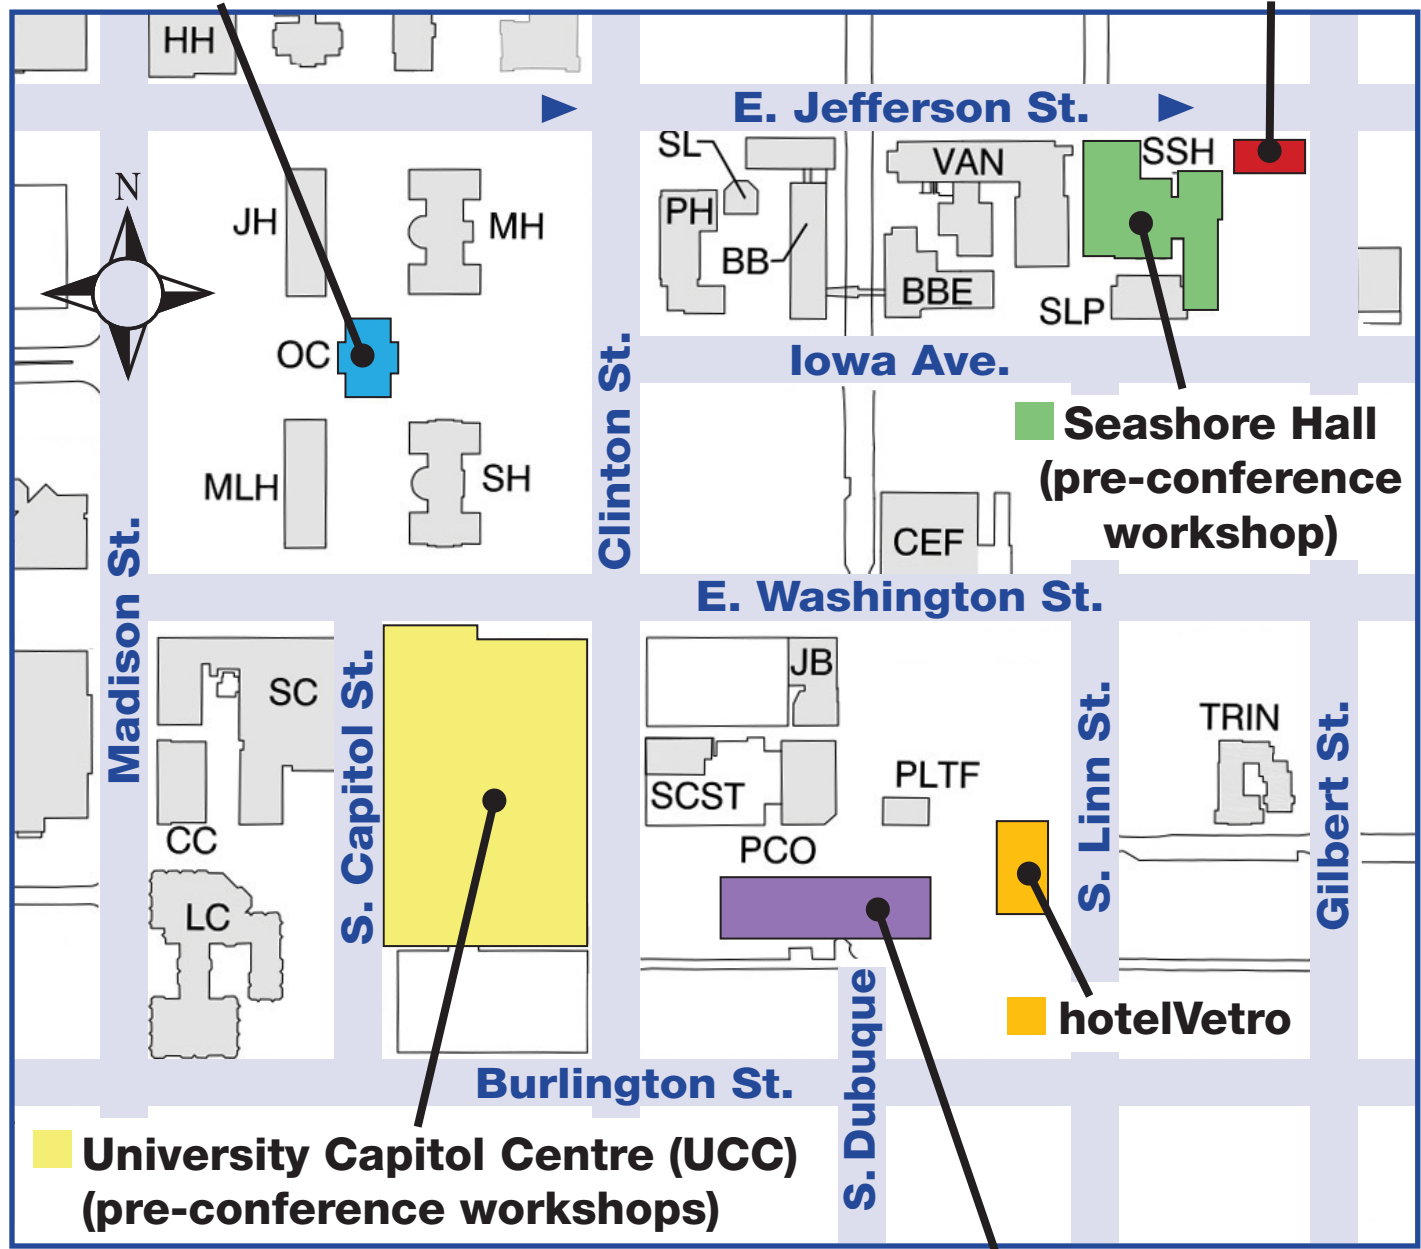 HH
E. Jefferson St.
SL
VAN
SSH
N
JH
MH
PH
BB
BBE
SLP
OC
Iowa Ave.
Clinton St.
Seashore Hall
(pre-conference
workshop)
MLH
SH
CEF
Madison St.
E. Washington St.
JB
SC
S. Capitol St.
S. Linn St.
TRIN
Gilbert St.
SCST
PLTF
CC
PCO
LC
S. Dubuque
hotelVetro
Burlington St.
University Capitol Centre (UCC)
(pre-conference workshops)